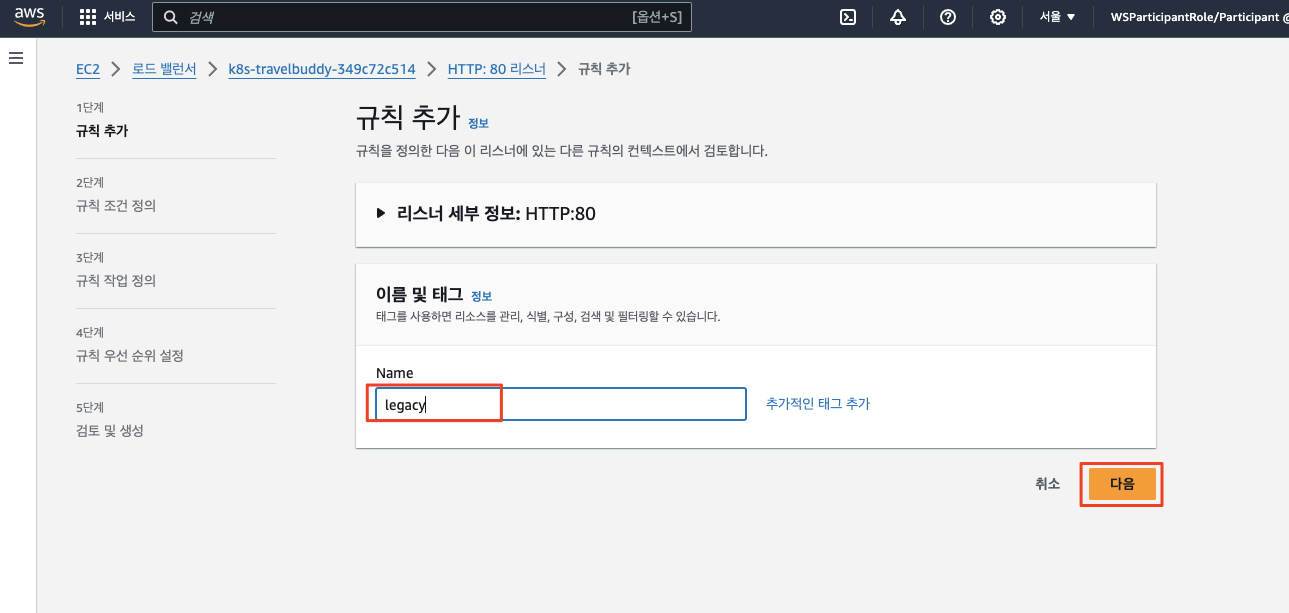 aws
서비스
검색
[옵션+S]
서울 ▼
WSParticipantRole/Participant @
EC2 > 로드 밸런서 > k8s-travelbuddy-349c72c514 > HTTP: 80 리스너 > 규칙 추가
1단계
규칙 추가
2단계
규칙 조건 정의
3단계
규칙 작업 정의
4단계
규칙 우선 순위 설정
5단계
검토 및 생성
규칙 추가 정보
규칙을 정의한 다음 이 리스너에 있는 다른 규칙의 컨텍스트에서 검토합니다.
▶ 리스너 세부 정보: HTTP:80
이름 및 태그 정보
태그를 사용하면 리소스를 관리, 식별, 구성, 검색 및 필터링할 수 있습니다.
Name
legacy
추가적인 태그 추가
취소
다음